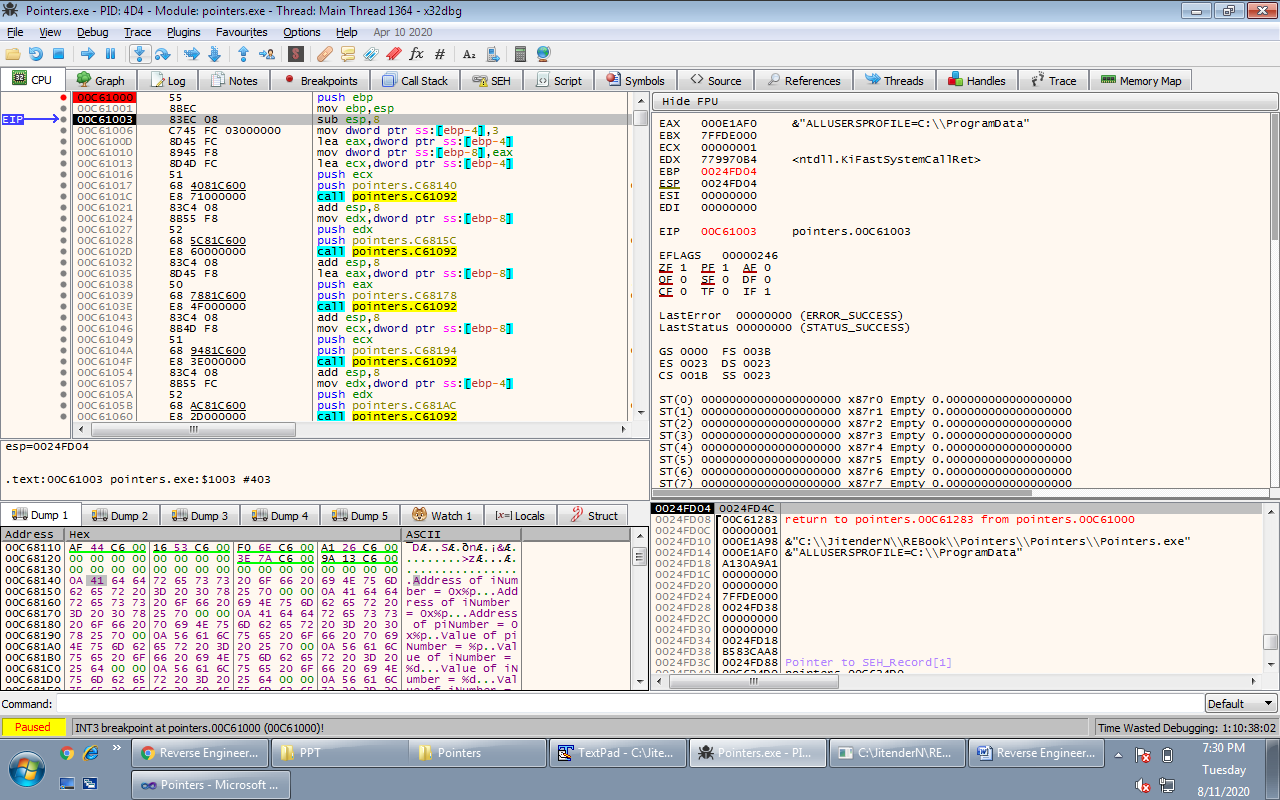 Pointers.exe - PID: 4D4 - Module: pointers.exe - Thread: Main Thread 1364 - x32dbg
File View Debug Trace Plugins Favourites Options Help Apr 10 2020
CPU Graph Log Notes Breakpoints Call Stack SEH Script Symbols Source References Threads Handles Trace Memory Map
EIP
00C61000 55 push ebp
00C61001 8BEC mov ebp,esp
00C61003 83EC 08 sub esp,8
00C61006 C745 FC 03000000 mov dword ptr ss:[ebp-4],3
00C6100D 8D45 FC lea eax,dword ptr ss:[ebp-4]
00C61010 8945 F8 mov dword ptr ss:[ebp-8],eax
00C61013 8D4D FC lea ecx,dword ptr ss:[ebp-4]
00C61016 51 push ecx
00C61017 68 4081C600 push pointers.C68140
00C6101C E8 71000000 call pointers.C61092
00C61021 83C4 08 add esp,8
00C61024 8B55 F8 mov edx,dword ptr ss:[ebp-8]
00C61027 52 push edx
00C61028 68 5C81C600 push pointers.C6815C
00C6102D E8 60000000 call pointers.C61092
00C61032 83C4 08 add esp,8
00C61035 8D45 F8 lea eax,dword ptr ss:[ebp-8]
00C61038 50 push eax
00C61039 68 7881C600 push pointers.C68178
00C6103E E8 4F000000 call pointers.C61092
00C61043 83C4 08 add esp,8
00C61046 8B4D F8 mov ecx,dword ptr ss:[ebp-8]
00C61049 51 push ecx
00C6104A 68 9481C600 push pointers.C68194
00C6104F E8 3E000000 call pointers.C61092
00C61054 83C4 08 add esp,8
00C61057 8B55 FC mov edx,dword ptr ss:[ebp-4]
00C6105A 52 push edx
00C6105B 68 AC81C600 push pointers.C681AC
00C61060 E8 2D000000 call pointers.C61092
Hide FPU
EAX 000E1AF0 &"ALLUSERSPROFILE=C:\\ProgramData"
EBX 7FFDE000
ECX 00000001
EDX 779970B4 <ntdll.KiFastSystemCallRet>
EBP 0024FD04
ESP 0024FD04
ESI 00000000
EDI 00000000
EIP 00C61003 pointers.00C61003
EFLAGS 00000246
ZF 1 PF 1 AF 0
OF 0 SF 0 DF 0
CF 0 TF 0 IF 1
LastError 00000000 (ERROR_SUCCESS)
LastStatus 00000000 (STATUS_SUCCESS)
GS 0000 FS 003B
ES 0023 DS 0023
CS 001B SS 0023
ST(0) 00000000000000000000 x87r0 Empty 0.000000000000000000
ST(1) 00000000000000000000 x87r1 Empty 0.000000000000000000
ST(2) 00000000000000000000 x87r2 Empty 0.000000000000000000
ST(3) 00000000000000000000 x87r3 Empty 0.000000000000000000
ST(4) 00000000000000000000 x87r4 Empty 0.000000000000000000
ST(5) 00000000000000000000 x87r5 Empty 0.000000000000000000
ST(6) 00000000000000000000 x87r6 Empty 0.000000000000000000
ST(7) 00000000000000000000 x87r7 Empty 0.000000000000000000
esp=0024FD04
.text:00C61003 pointers.exe:$1003 #403
Dump 1 Dump 2 Dump 3 Dump 4 Dump 5 Watch 1 [x=] Locals Struct
Address Hex ASCII
00C68110 AF 44 C6 00 16 53 C6 00 F0 6E C6 00 A1 26 C6 00 ¯DÆ..SÆ.ðnÆ.¡&Æ.
00C68120 00 00 00 00 00 00 00 00 3E 7A C6 00 9A 13 C6 00 ........>zÆ...Æ.
00C68130 00 00 00 00 00 00 00 00 00 00 00 00 00 00 00 00 ................
00C68140 0A 41 64 64 72 65 73 73 20 6F 66 20 69 4E 75 6D .Address of iNum
00C68150 62 65 72 20 3D 20 30 78 25 70 00 00 0A 41 64 64 ber = 0x%p...Add
00C68160 72 65 73 73 20 6F 66 20 69 4E 75 6D 62 65 72 20 ress of iNumber
00C68170 3D 20 30 78 25 70 00 00 0A 41 64 64 72 65 73 73 = 0x%p...Address
00C68180 20 6F 66 20 70 69 4E 75 6D 62 65 72 20 3D 20 30 of piNumber = 0
00C68190 78 25 70 00 0A 56 61 6C 75 65 20 6F 66 20 70 69 x%p..Value of pi
00C681A0 4E 75 6D 62 65 72 20 3D 20 25 70 00 0A 56 61 6C Number = %p..Val
00C681B0 75 65 20 6F 66 20 69 4E 75 6D 62 65 72 20 3D 20 ue of iNumber =
00C681C0 25 64 00 00 0A 56 61 6C 75 65 20 6F 66 20 69 4E %d...Value of iN
00C681D0 75 6D 62 65 72 20 3D 20 25 64 00 00 0A 56 61 6C umber = %d...Val
0024FD04 0024FD4C
0024FD08 00C61283 return to pointers.00C61283 from pointers.00C61000
0024FD0C 00000001
0024FD10 000E1A98 &"C:\\JitenderN\\REBook\\Pointers\\Pointers\\Pointers.exe"
0024FD14 000E1AF0 &"ALLUSERSPROFILE=C:\\ProgramData"
0024FD18 A130A9A1
0024FD1C 00000000
0024FD20 00000000
0024FD24 7FFDE000
0024FD28 0024FD38
0024FD2C 00000000
0024FD30 00000000
0024FD34 0024FD18
0024FD38 B583CAA8
0024FD3C 0024FD88 Pointer to SEH_Record[1]
Command: Default
Paused INT3 breakpoint at pointers.00C61000 (00C61000)! Time Wasted Debugging: 1:10:38:02
Reverse Engineer... PPT Pointers TextPad - C:\Jite... Pointers.exe - PI... C:\JitenderN\RE... Reverse Engineer... 7:30 PM
Tuesday
Pointers - Microsoft ... 8/11/2020